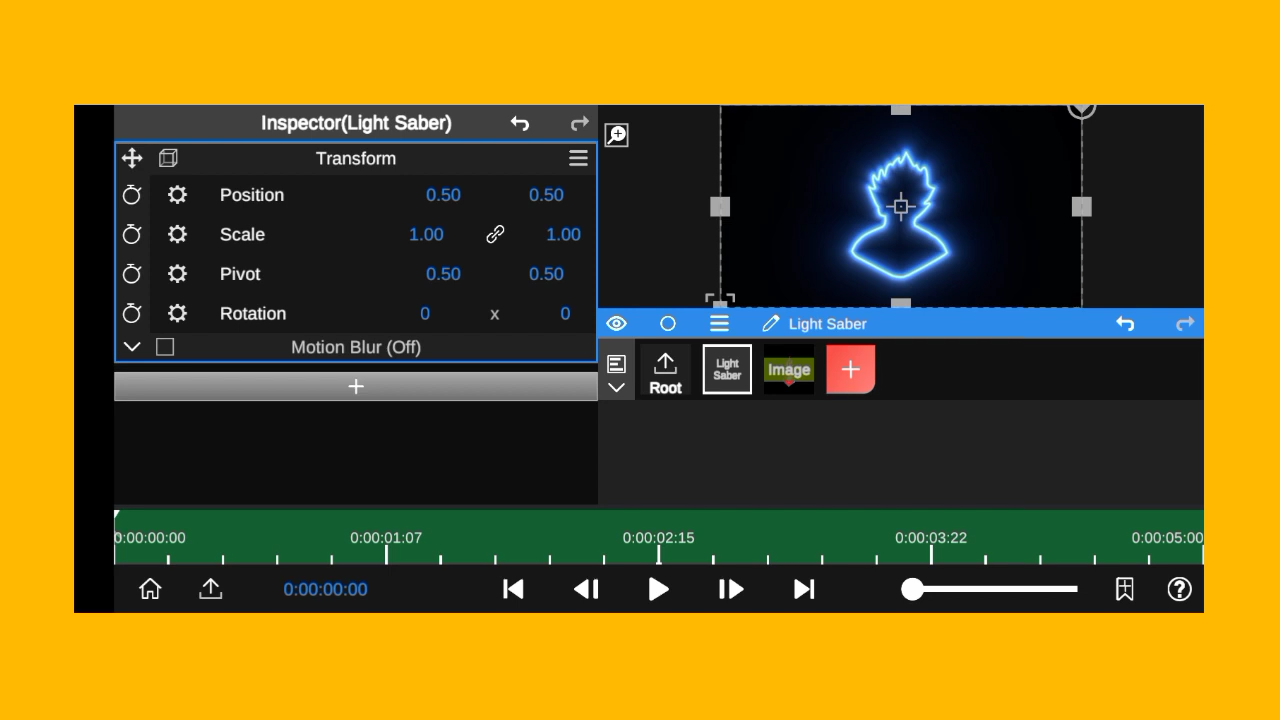 Inspector(Light Saber)
Transform
Position 0.50 0.50
Scale 1.00 1.00
Pivot 0.50 0.50
Rotation 0 x 0
Motion Blur (Off)
+
Light Saber
Root
Light
Saber
Image
+
0:00:00:00 0:00:01:07 0:00:02:15 0:00:03:22 0:00:05:00
0:00:00:00